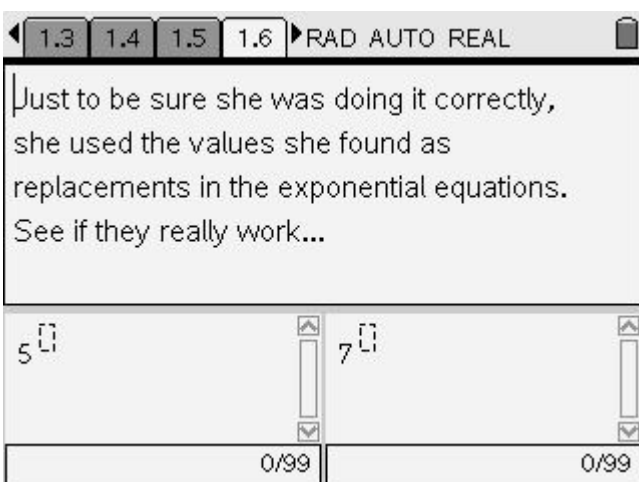 1.3 1.4 1.5 1.6 RAD AUTO REAL
Just to be sure she was doing it correctly,
she used the values she found as
replacements in the exponential equations.
See if they really work...
5 7
0/99 0/99